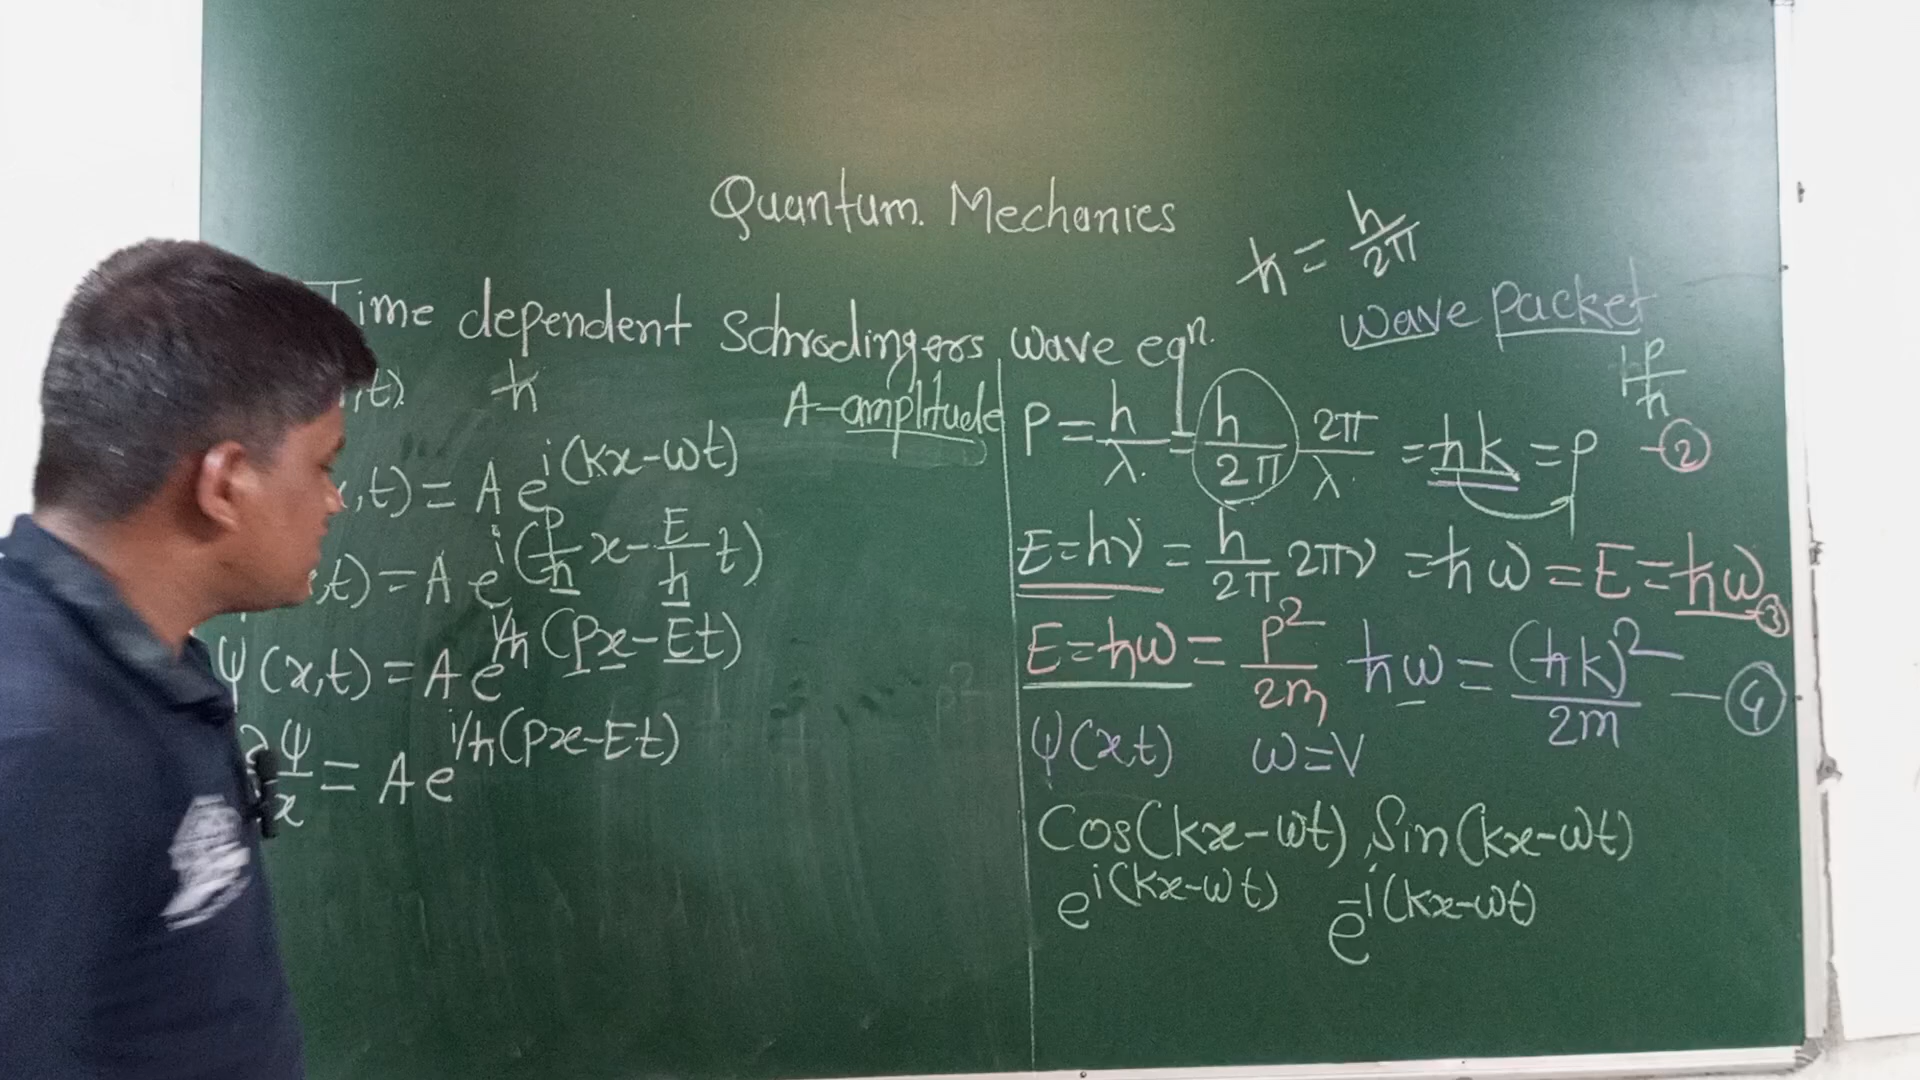 Quantum. Mechanics
ħ = h/2π
Time dependent Schrodingers wave eqⁿ.
wave packet
,t) ħ
A-amplitude
x,t) = A e^i(kx-ωt)
x,t) = A e^i(p/ħ x - E/ħ t)
ψ(x,t) = A e^i/ħ (px - Et)
∂ψ/x = A e^i/ħ(px-Et)
p/ħ
P = h/λ = h/2π 2π/λ = ħk = p -②
E=hν = h/2π 2πν = ħω = E = ħω ③
E=ħω = p²/2m ħω = (ħk)²/2m - ④
ψ(x,t) ω=V
Cos(kx-ωt), Sin(kx-ωt)
e^i(kx-ωt) e^-i(kx-ωt)